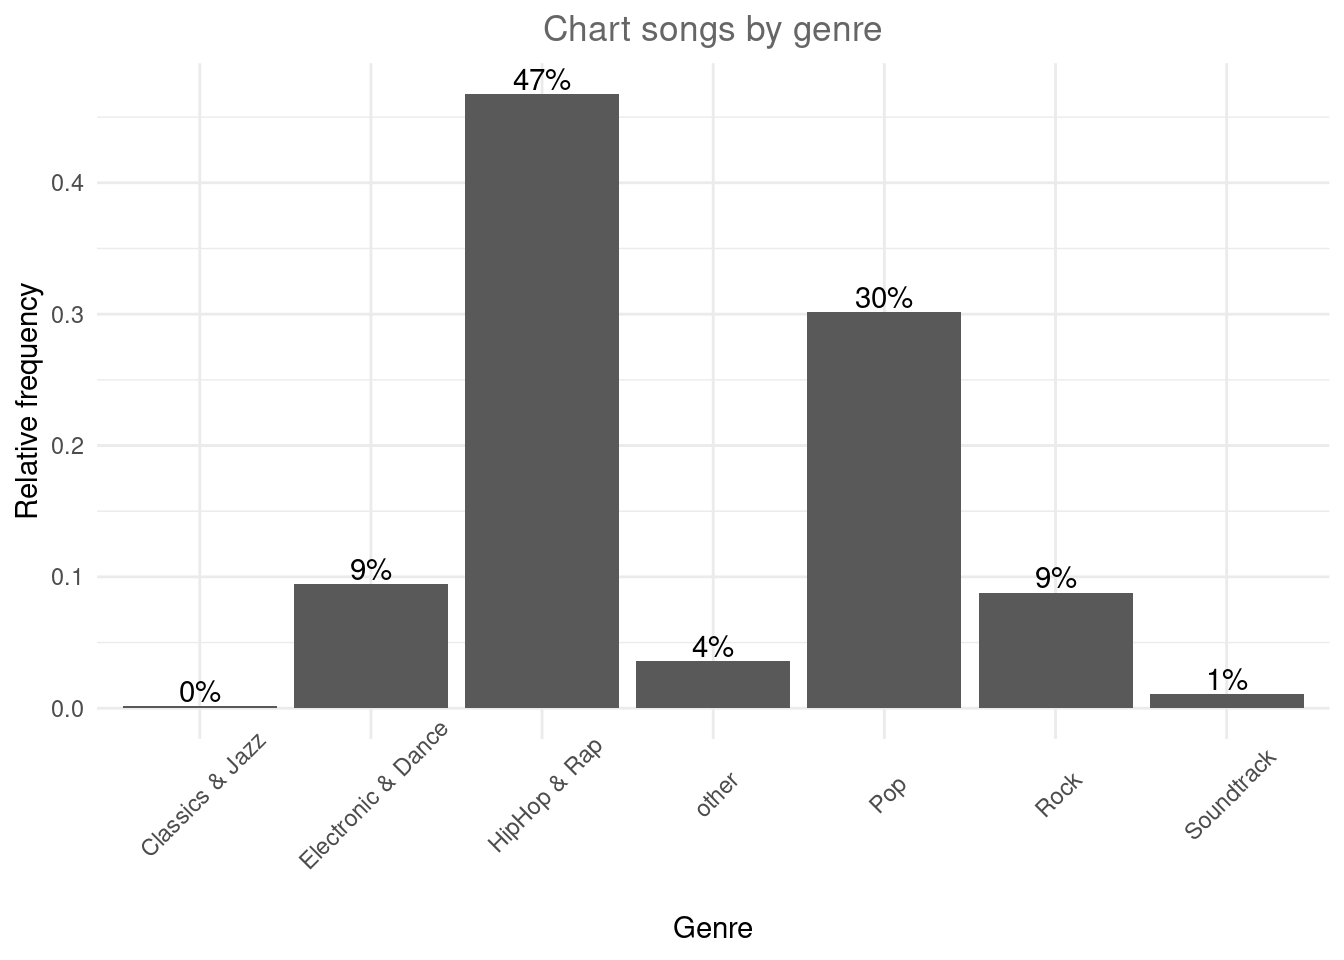 Chart songs by genre
47%
30%
9%
9%
4%
1%
0%
Relative frequency
0.4
0.3
0.2
0.1
0.0
Classics & Jazz
Electronic & Dance
HipHop & Rap
other
Pop
Rock
Soundtrack
Genre